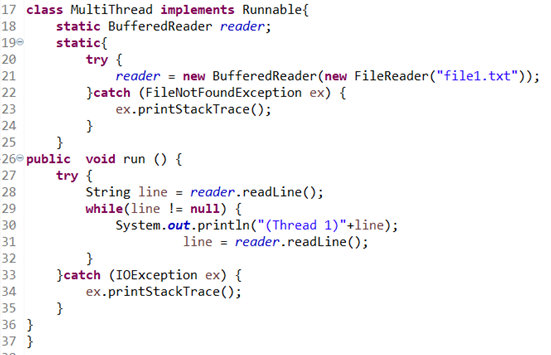 17 class MultiThread implements Runnable{
18     static BufferedReader reader;
19     static{
20         try {
21             reader = new BufferedReader(new FileReader("file1.txt"));
22         }catch (FileNotFoundException ex) {
23             ex.printStackTrace();
24         }
25     }
26 public  void run () {
27     try {
28         String line = reader.readLine();
29         while(line != null) {
30             System.out.println("(Thread 1)"+line);
31                     line = reader.readLine();
32         }
33     }catch (IOException ex) {
34         ex.printStackTrace();
35     }
36 }
37 }